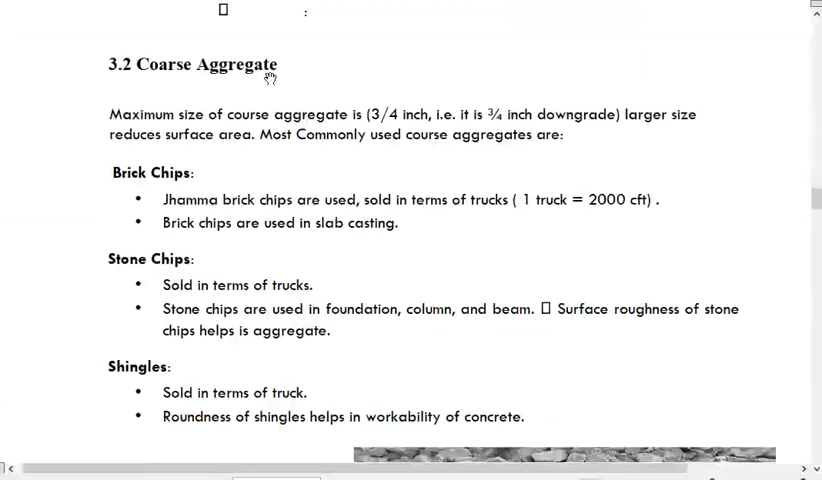 :
3.2 Coarse Aggregate
Maximum size of course aggregate is (3/4 inch, i.e. it is ¾ inch downgrade) larger size
reduces surface area. Most Commonly used course aggregates are:
Brick Chips:
• Jhamma brick chips are used, sold in terms of trucks ( 1 truck = 2000 cft) .
• Brick chips are used in slab casting.
Stone Chips:
• Sold in terms of trucks.
• Stone chips are used in foundation, column, and beam. 🗌 Surface roughness of stone
chips helps is aggregate.
Shingles:
• Sold in terms of truck.
• Roundness of shingles helps in workability of concrete.